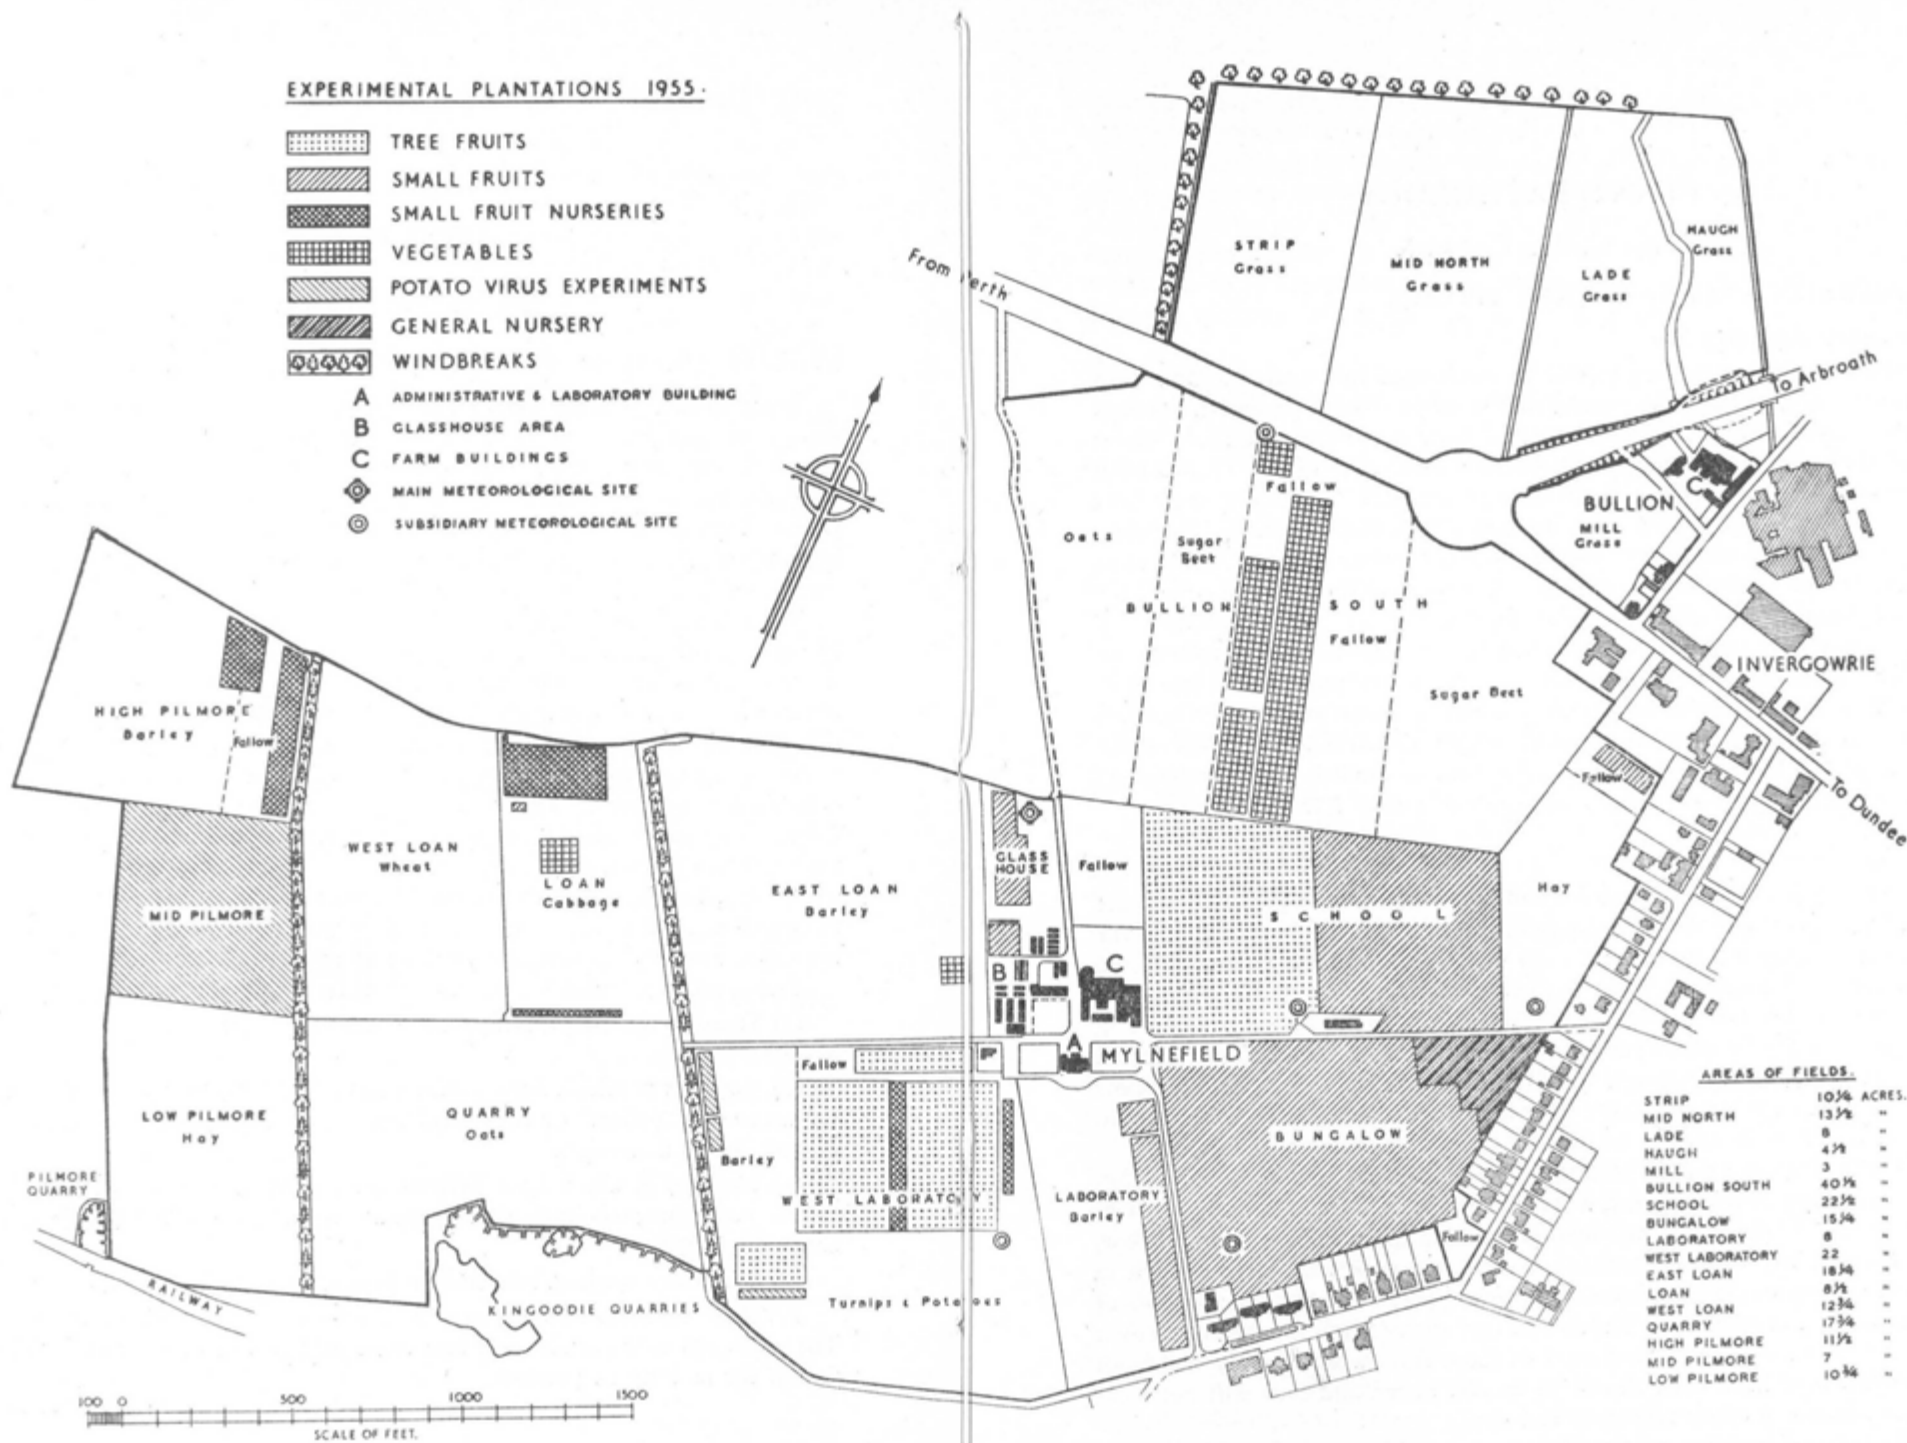 EXPERIMENTAL PLANTATIONS 1955.
TREE FRUITS
SMALL FRUITS
SMALL FRUIT NURSERIES
VEGETABLES
POTATO VIRUS EXPERIMENTS
GENERAL NURSERY
WINDBREAKS
A ADMINISTRATIVE & LABORATORY BUILDING
B GLASSHOUSE AREA
C FARM BUILDINGS
MAIN METEOROLOGICAL SITE
SUBSIDIARY METEOROLOGICAL SITE
From Perth
STRIP
Grass
MID NORTH
Grass
LADE
Grass
HAUGH
Grass
To Arbroath
C
BULLION
MILL
Grass
INVERGOWRIE
To Dundee
Oats
Sugar
Beet
Fallow
BULLION SOUTH
Fallow
Sugar Beet
Fallow
Hay
HIGH PILMORE
Barley
Fallow
MID PILMORE
WEST LOAN
Wheat
LOAN
Cabbage
EAST LOAN
Barley
GLASS
HOUSE
Fallow
SCHOOL
B
C
A
MYLNEFIELD
LOW PILMORE
Hay
QUARRY
Oats
Fallow
Barley
WEST LABORATORY
LABORATORY
Barley
BUNGALOW
Fallow
Turnips & Potatoes
PILMORE
QUARRY
RAILWAY
KINGOODIE QUARRIES
100 0 500 1000 1500
SCALE OF FEET.
AREAS OF FIELDS.
STRIP 10¼ ACRES.
MID NORTH 13½ "
LADE 8 "
HAUGH 4½ "
MILL 3 "
BULLION SOUTH 40½ "
SCHOOL 22½ "
BUNGALOW 15¼ "
LABORATORY 8 "
WEST LABORATORY 22 "
EAST LOAN 18¼ "
LOAN 8½ "
WEST LOAN 12¾ "
QUARRY 17¾ "
HIGH PILMORE 11½ "
MID PILMORE 7 "
LOW PILMORE 10¾ "